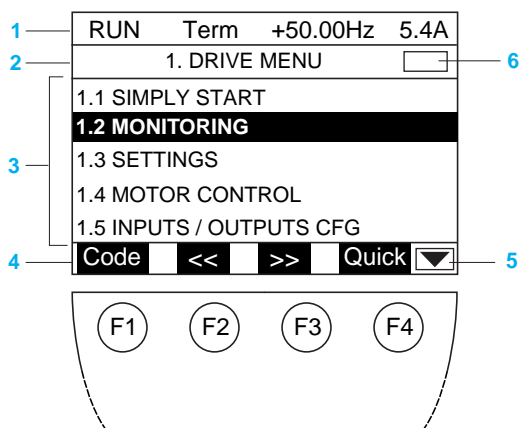 1 RUN Term +50.00Hz 5.4A
2 1. DRIVE MENU 6
1.1 SIMPLY START
1.2 MONITORING
3 1.3 SETTINGS
1.4 MOTOR CONTROL
1.5 INPUTS / OUTPUTS CFG
4 Code << >> Quick 5
F1 F2 F3 F4